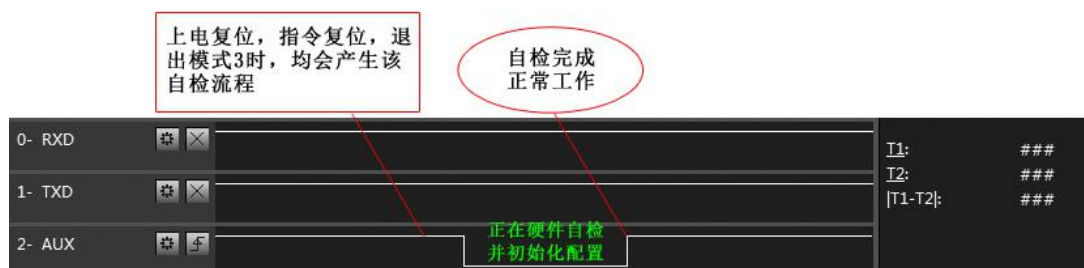 上电复位，指令复位，退
出模式3时，均会产生该
自检流程
自检完成
正常工作
0- RXD
1- TXD
2- AUX
正在硬件自检
并初始化配置
T1: ###
T2: ###
|T1-T2|: ###